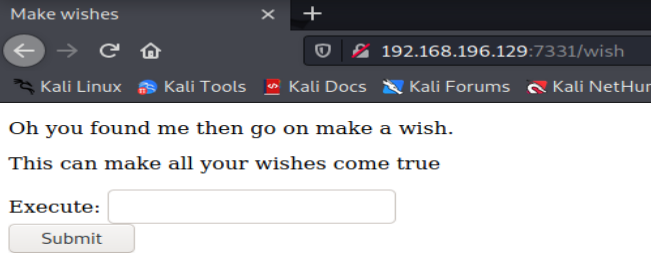 Make wishes
192.168.196.129:7331/wish
Kali Linux Kali Tools Kali Docs Kali Forums Kali NetHun
Oh you found me then go on make a wish.
This can make all your wishes come true
Execute:
Submit